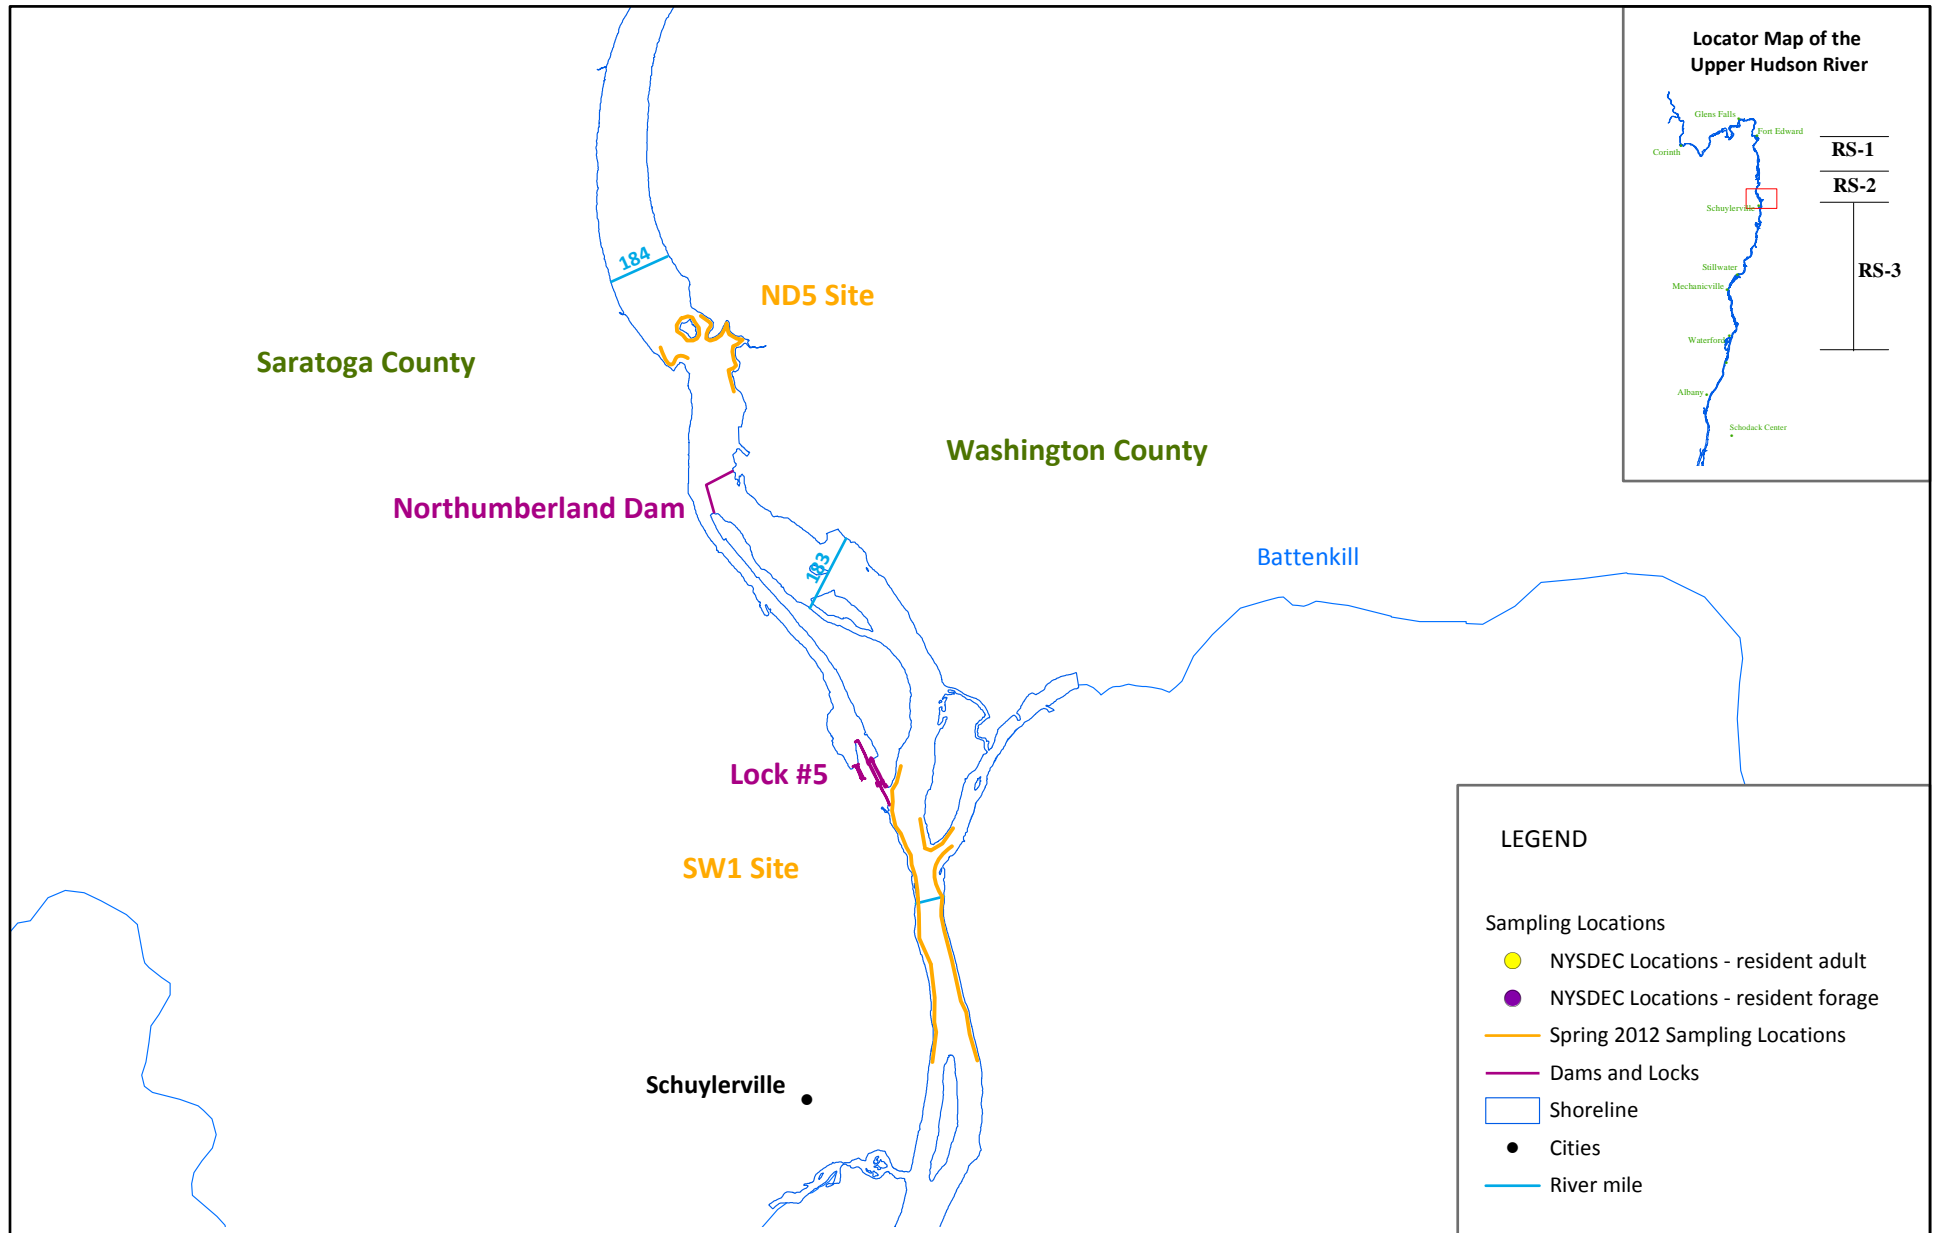 Locator Map of the
Upper Hudson River
Glens Falls
Fort Edward
Corinth
RS-1
RS-2
Schuylerville
RS-3
Stillwater
Mechanicville
Waterford
Albany
Schodack Center
184
ND5 Site
Saratoga County
Washington County
Northumberland Dam
183
Battenkill
Lock #5
SW1 Site
Schuylerville
LEGEND
Sampling Locations
NYSDEC Locations - resident adult
NYSDEC Locations - resident forage
Spring 2012 Sampling Locations
Dams and Locks
Shoreline
Cities
River mile